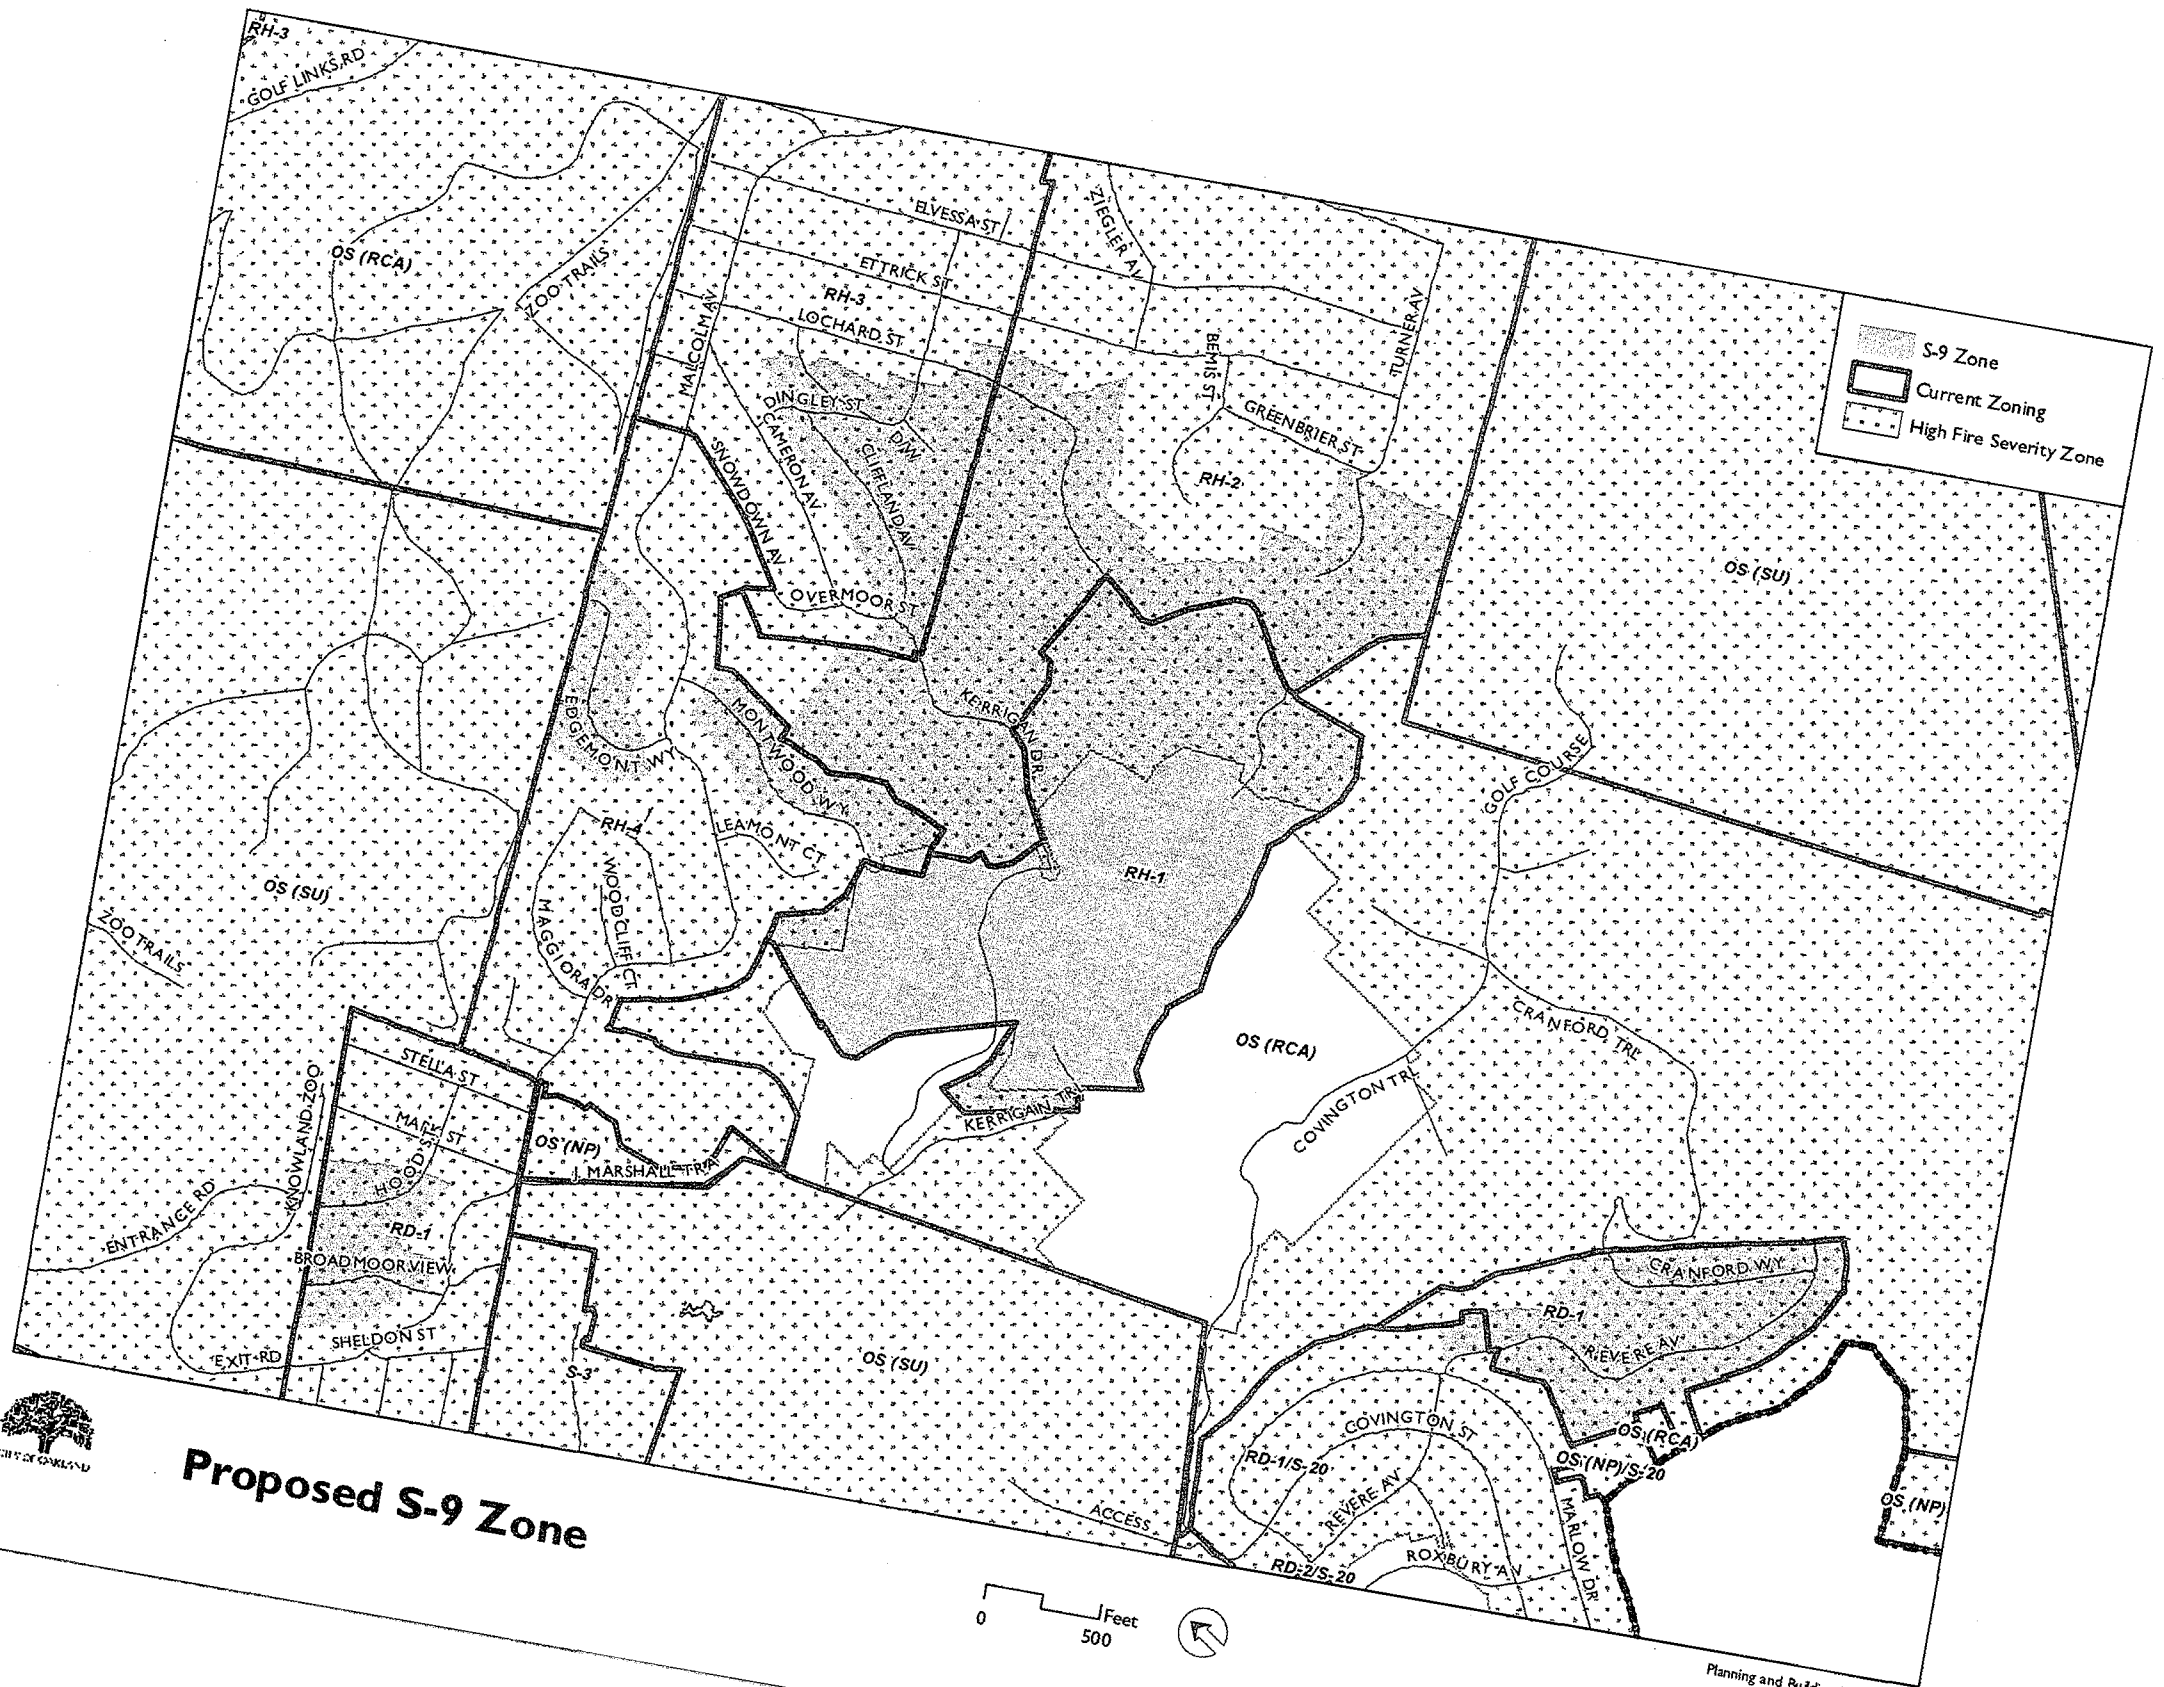 RH-3
GOLF LINKS RD
OS (RCA)
ZOO TRAILS
ELVESSA ST
ZIEGLER AV
ETTRICK ST
RH-3
LOCHARD ST
MALCOLM AV
BEMIS ST
TURNER AV
S-9 Zone
Current Zoning
High Fire Severity Zone
DINGLEY ST
CAMERON AV
D/W
GREENBRIER ST
SNOWDOWN AV
CLIFFLAND AV
RH-2
OS (SU)
OVERMOOR ST
EDGEMONT WY
MONTWOOD WY
KERRIGAN DR
GOLF COURSE
RH-4
LEAMONT CT
RH-1
OS (SU)
WOODCLIFF CT
MAGGIORA DR
ZOO TRAILS
CRANFORD TRL
OS (RCA)
STELLA ST
KNOWLAND ZOO
COVINGTON TRL
KERRIGAIN TRL
MARK ST
OS (NP)
J MARSHALL TRA
HOOD ST
ENTRANCE RD
RD-1
BROADMOOR VIEW
CRANFORD WY
RD-1
SHELDON ST
EXIT RD
REVERE AV
S-3
OS (SU)
COVINGTON ST
OS (RCA)
RD-1/S-20
OS (NP)/S-20
REVERE AV
OS (NP)
MARLOW DR
ACCESS
ROXBURY AV
RD-2/S-20
CITY OF OAKLAND
Proposed S-9 Zone
Feet
0
500
Planning and